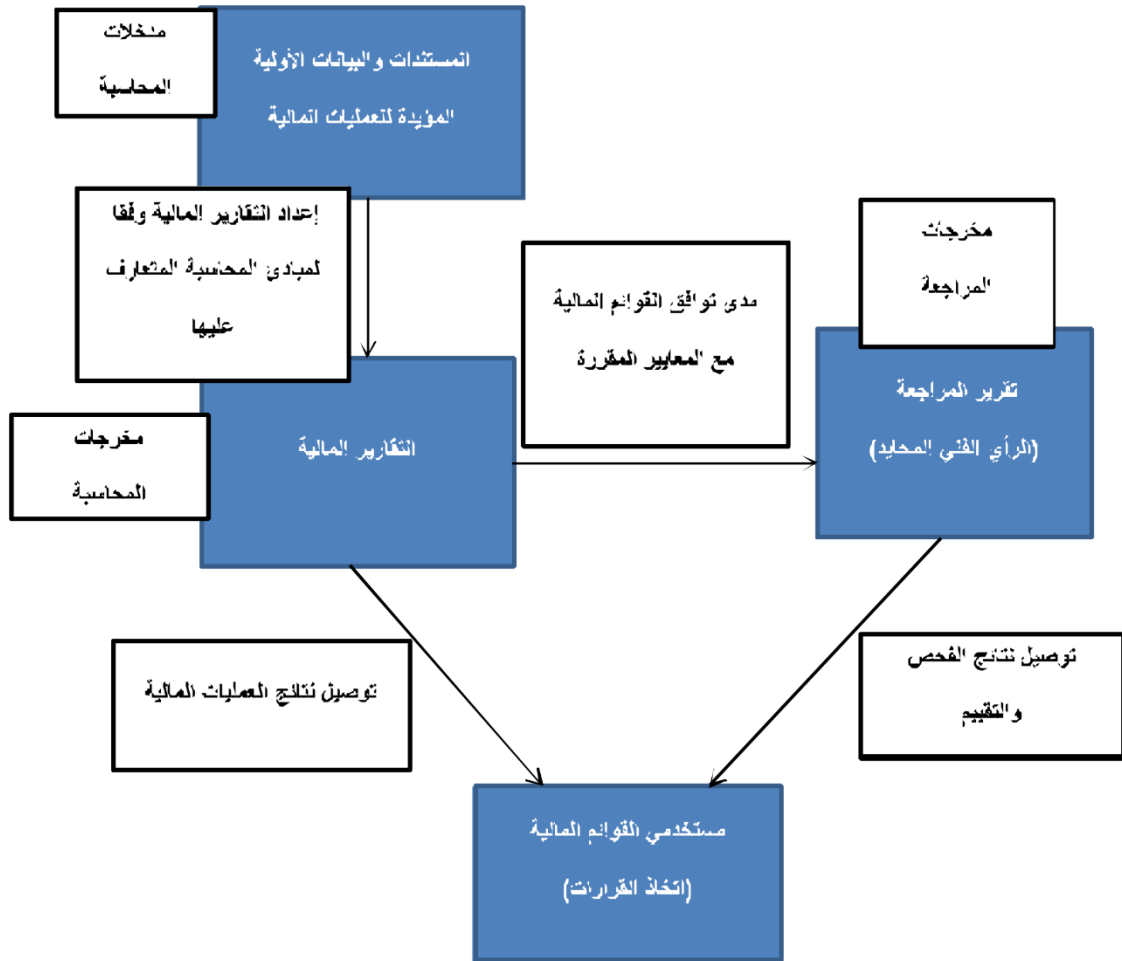 مدخلات
المحاسبة
المستندات والبيانات الأولية
المؤيدة للعمليات المالية
إعداد التقارير المالية وفقا
لمبادئ المحاسبة المتعارف
عليها
مخرجات
المراجعة
مدى توافق القوائم المالية
مع المعايير المقررة
تقرير المراجعة
(الرأي الفني المحايد)
مخرجات
المحاسبة
التقارير المالية
توصيل نتائج العمليات المالية
توصيل نتائج الفحص
والتقييم
مستخدمي القوائم المالية
(اتخاذ القرارات)